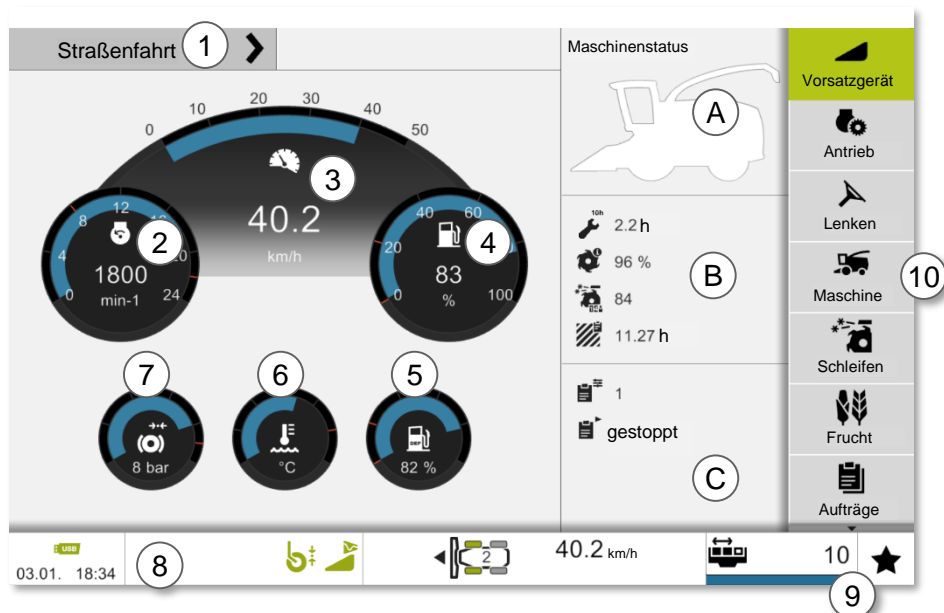 Straßenfahrt 1
Maschinenstatus
A
0 10 20 30 40 50
3
40.2
km/h
0 4 8 12 16 20 24
2
1800
min-1
0 20 40 60 100
4
83
%
7
8 bar
6
°C
5
DEF
82 %
10h
2.2 h
96 %
84
11.27 h
B
1
gestoppt
C
Vorsatzgerät
Antrieb
Lenken
Maschine
10
Schleifen
Frucht
Aufträge
USB
03.01. 18:34
8
2
40.2 km/h
10
9